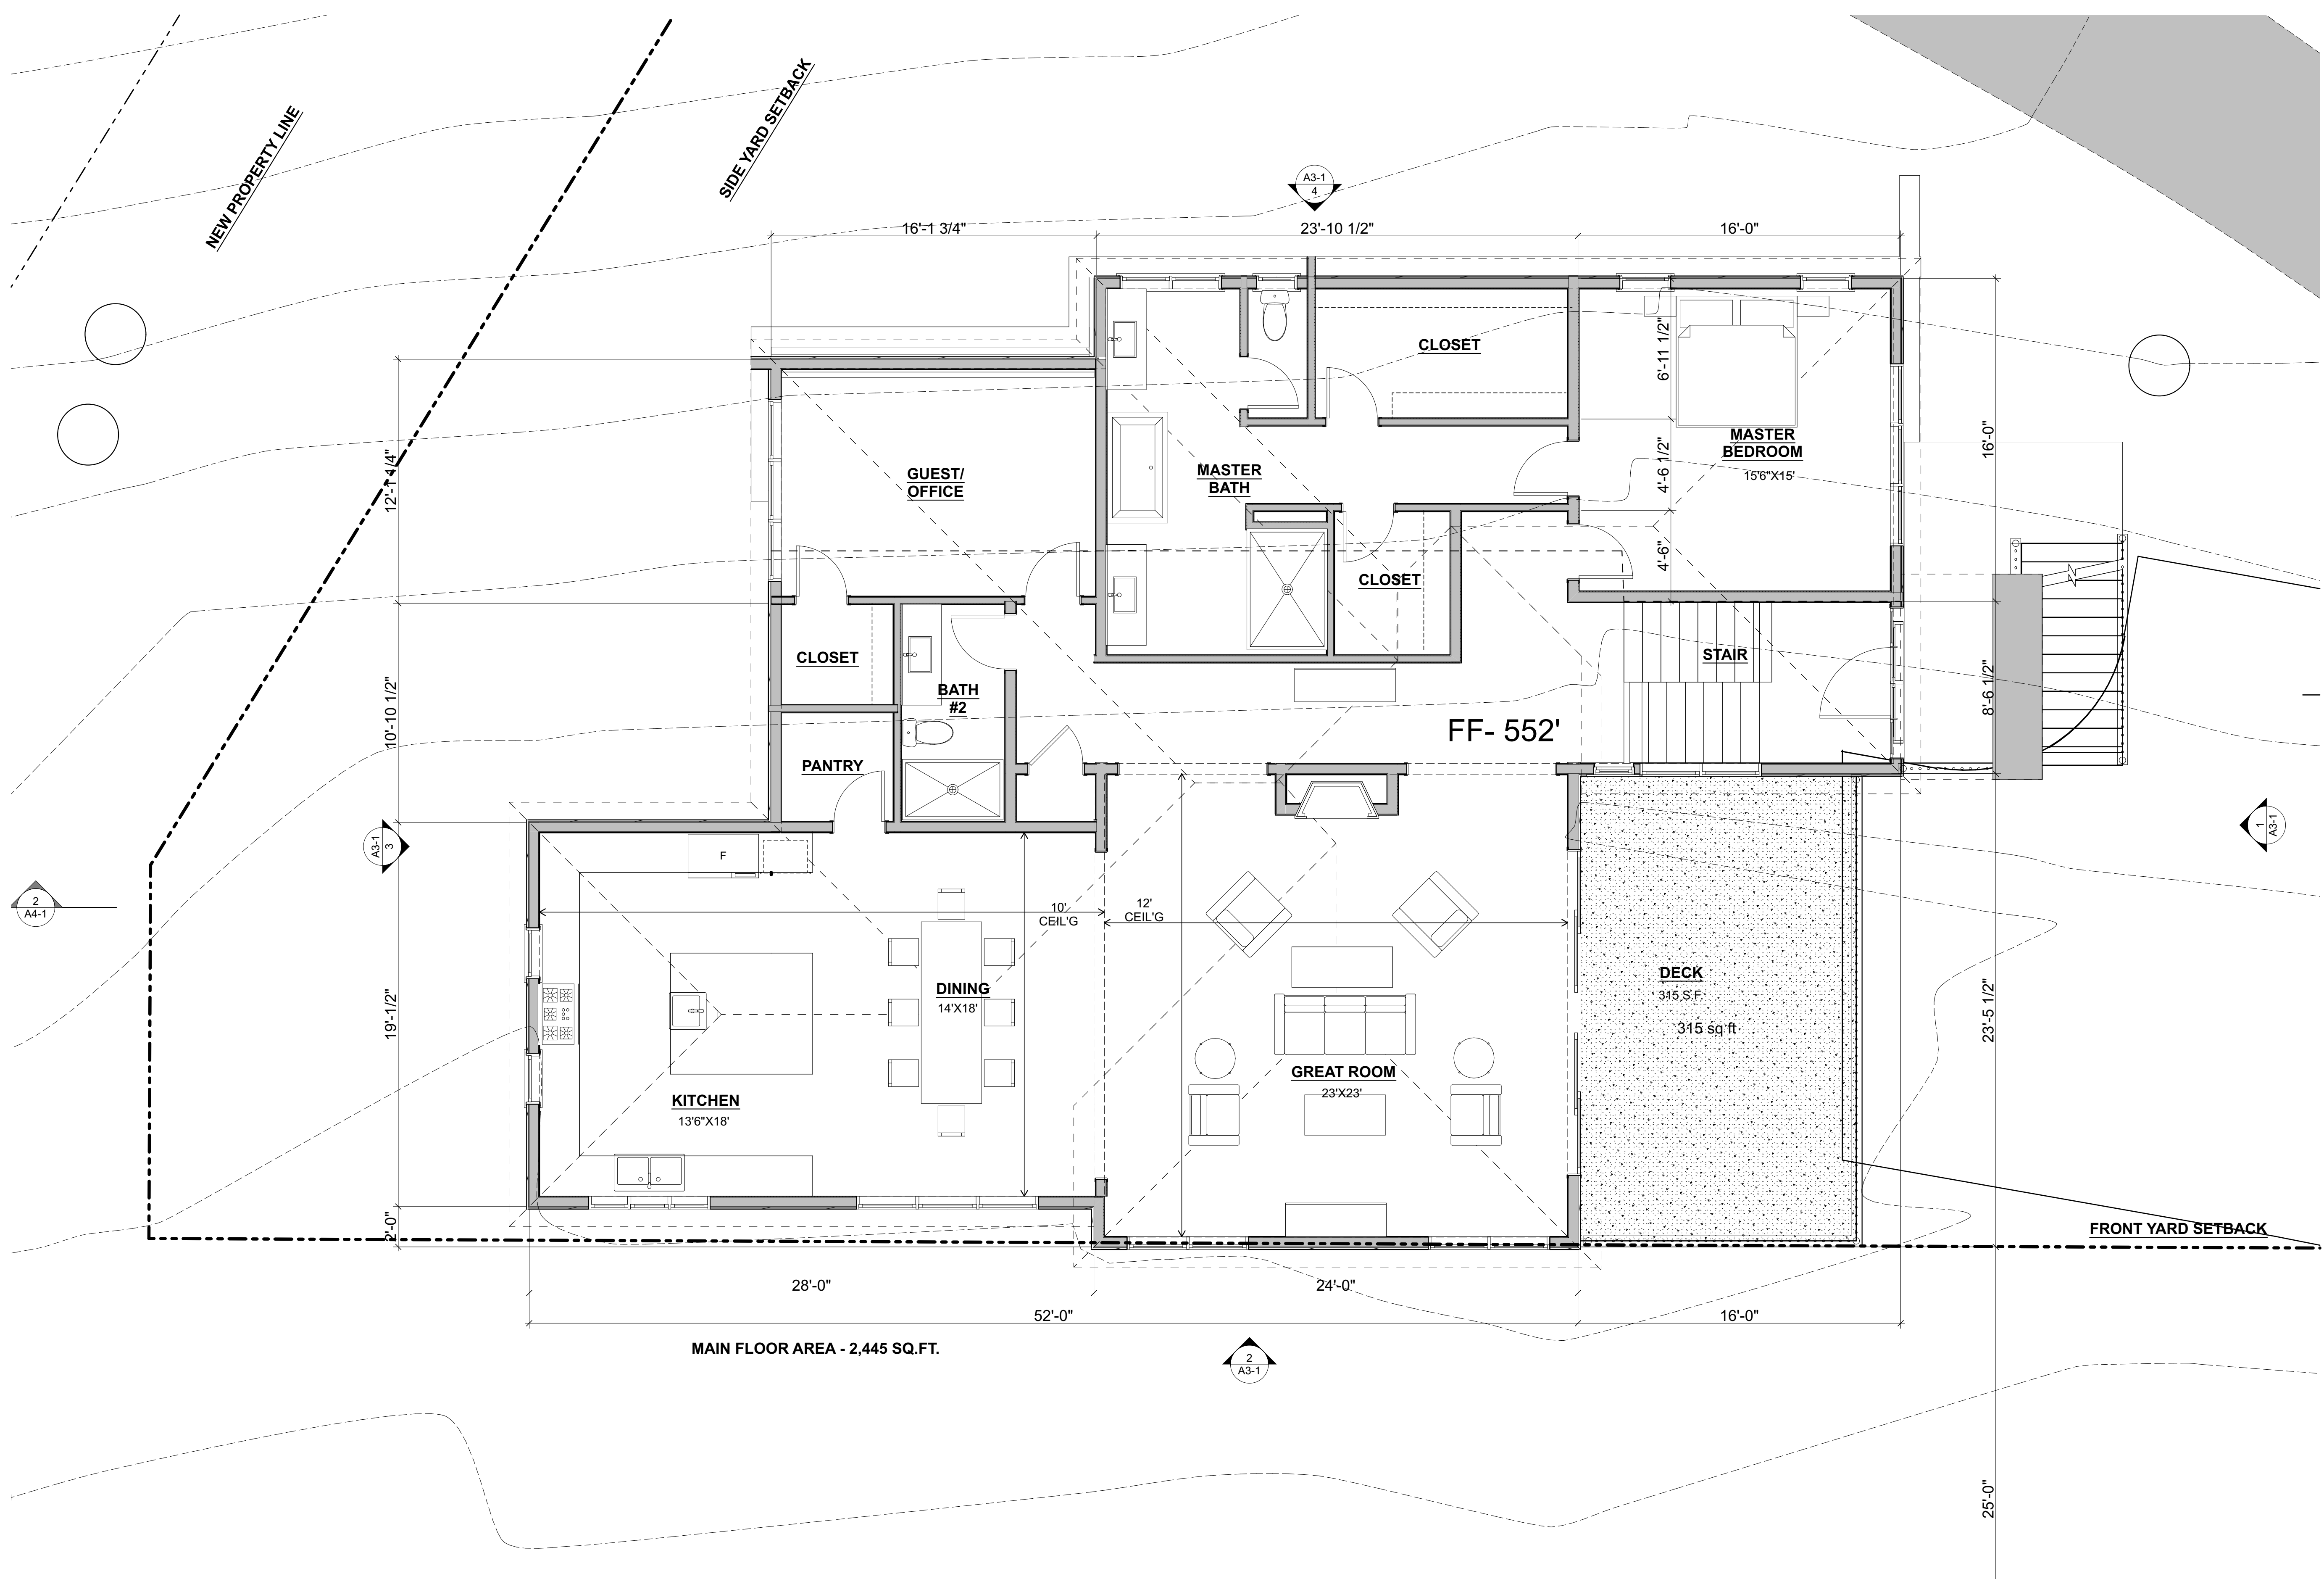 NEW PROPERTY LINE
SIDE YARD SETBACK
A3-1
4
16'-1 3/4"
23'-10 1/2"
16'-0"
CLOSET
6'-11 1/2"
MASTER
BEDROOM
15'6"X15'
16'-0"
12'-1 1/4"
GUEST/
OFFICE
MASTER
BATH
4'-6 1/2"
4'-6"
CLOSET
CLOSET
STAIR
BATH
#2
10'-10 1/2"
8'-6 1/2"
FF- 552'
PANTRY
A3-1
3
F
1
A3-1
2
A4-1
10'
CEIL'G
12'
CEIL'G
DINING
14'X18'
DECK
315 S.F.
315 sq ft
19'-1/2"
23'-5 1/2"
GREAT ROOM
23'X23'
KITCHEN
13'6"X18'
2'-0"
FRONT YARD SETBACK
28'-0"
24'-0"
52'-0"
16'-0"
MAIN FLOOR AREA - 2,445 SQ.FT.
2
A3-1
25'-0"